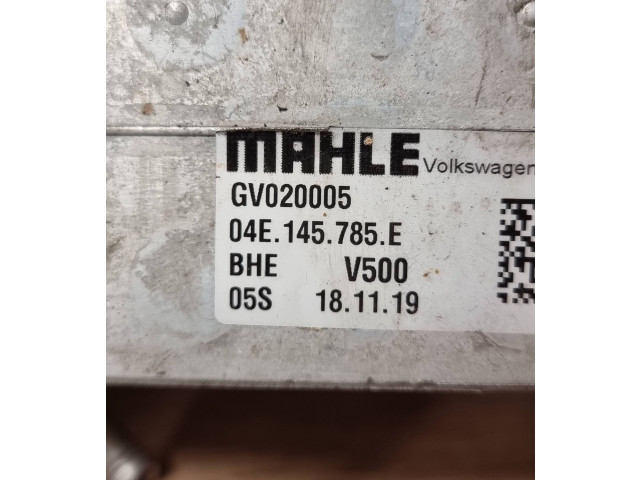 MAHLE Volkswagen
GV020005
04E.145.785.E
BHE V500
05S 18.11.19